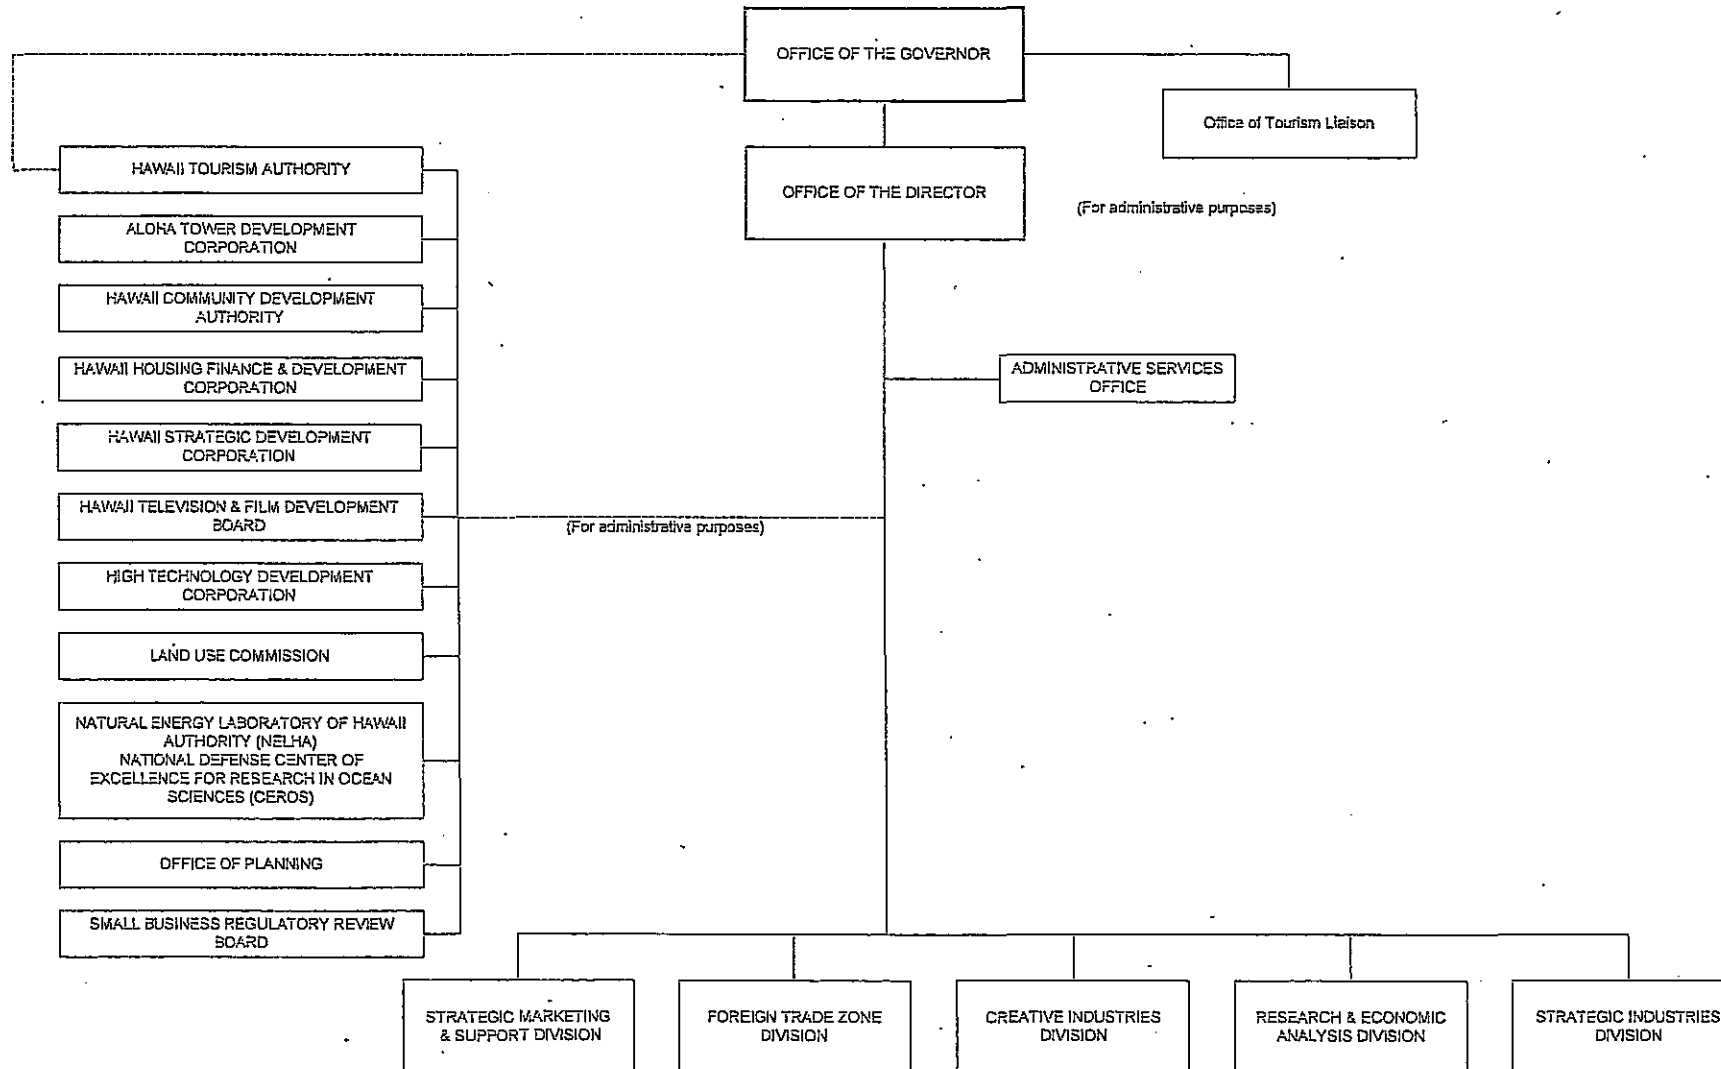 OFFICE OF THE GOVERNOR
Office of Tourism Liaison
HAWAII TOURISM AUTHORITY
OFFICE OF THE DIRECTOR
(For administrative purposes)
ALOHA TOWER DEVELOPMENT
CORPORATION
HAWAII COMMUNITY DEVELOPMENT
AUTHORITY
HAWAII HOUSING FINANCE & DEVELOPMENT
CORPORATION
ADMINISTRATIVE SERVICES
OFFICE
HAWAII STRATEGIC DEVELOPMENT
CORPORATION
HAWAII TELEVISION & FILM DEVELOPMENT
BOARD
(For administrative purposes)
HIGH TECHNOLOGY DEVELOPMENT
CORPORATION
LAND USE COMMISSION
NATURAL ENERGY LABORATORY OF HAWAII
AUTHORITY (NELHA)
NATIONAL DEFENSE CENTER OF
EXCELLENCE FOR RESEARCH IN OCEAN
SCIENCES (CEROS)
OFFICE OF PLANNING
SMALL BUSINESS REGULATORY REVIEW
BOARD
STRATEGIC MARKETING
& SUPPORT DIVISION
FOREIGN TRADE ZONE
DIVISION
CREATIVE INDUSTRIES
DIVISION
RESEARCH & ECONOMIC
ANALYSIS DIVISION
STRATEGIC INDUSTRIES
DIVISION